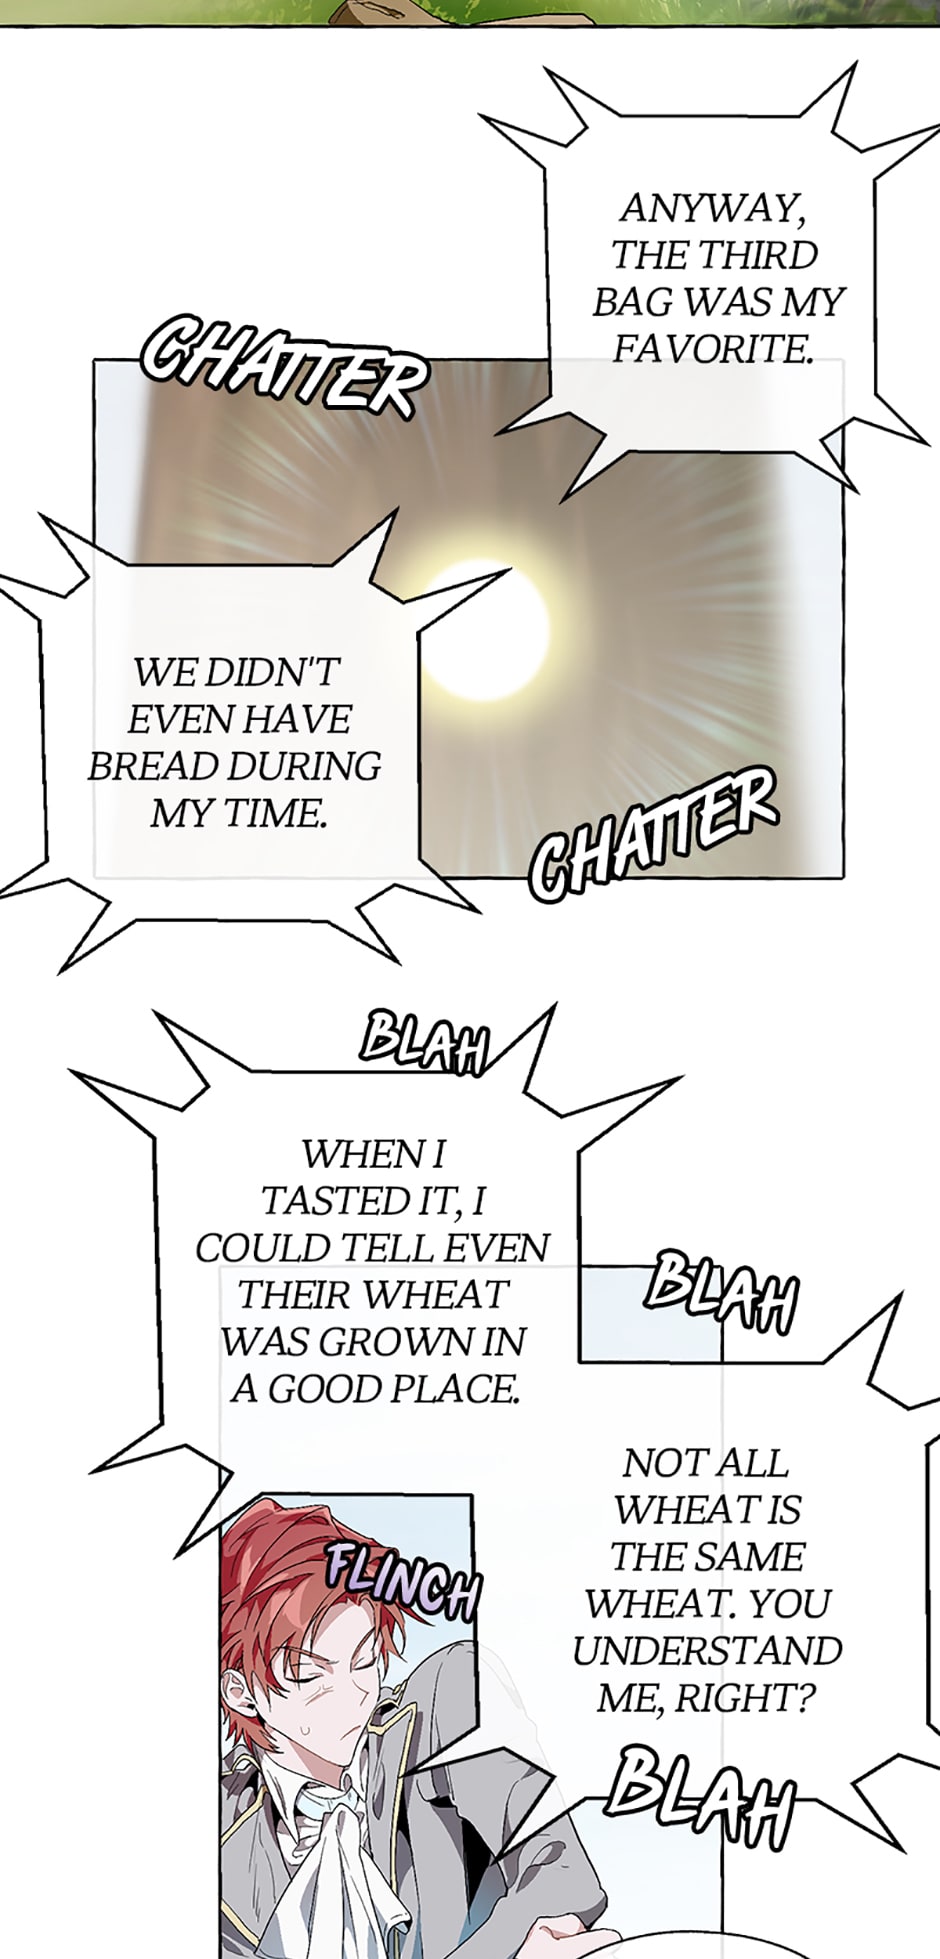 ANYWAY,
THE THIRD
BAG WAS MY
FAVORITE.
CHATTER
WE DIDN'T
EVEN HAVE
BREAD DURING
MY TIME.
CHATTER
BLAH
WHEN I
TASTED IT, I
COULD TELL EVEN
THEIR WHEAT
WAS GROWN IN
A GOOD PLACE.
BLAH
NOT ALL
WHEAT IS
THE SAME
WHEAT. YOU
UNDERSTAND
ME, RIGHT?
FLINCH
BLAH